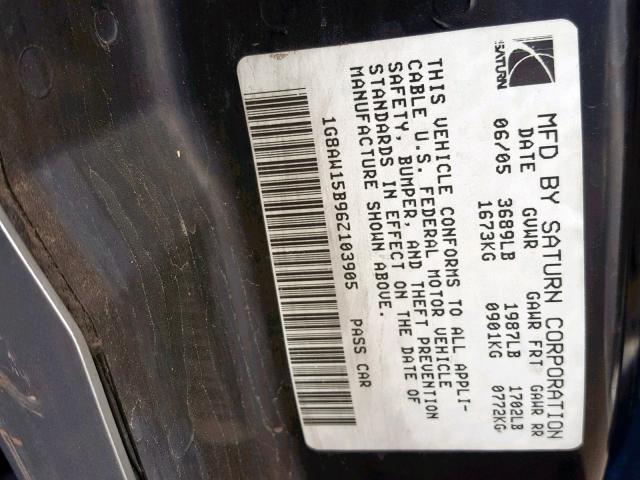 SATURN
MFD BY SATURN CORPORATION
DATE GVWR GAWR FRT GAWR RR
06/05 3689LB 1987LB 1702LB
1673KG 0901KG 0772KG
THIS VEHICLE CONFORMS TO ALL APPLI-
CABLE U.S. FEDERAL MOTOR VEHICLE
SAFETY, BUMPER, AND THEFT PREVENTION
STANDARDS IN EFFECT ON THE DATE OF
MANUFACTURE SHOWN ABOVE.
1G8AW15B96Z103905 PASS CAR